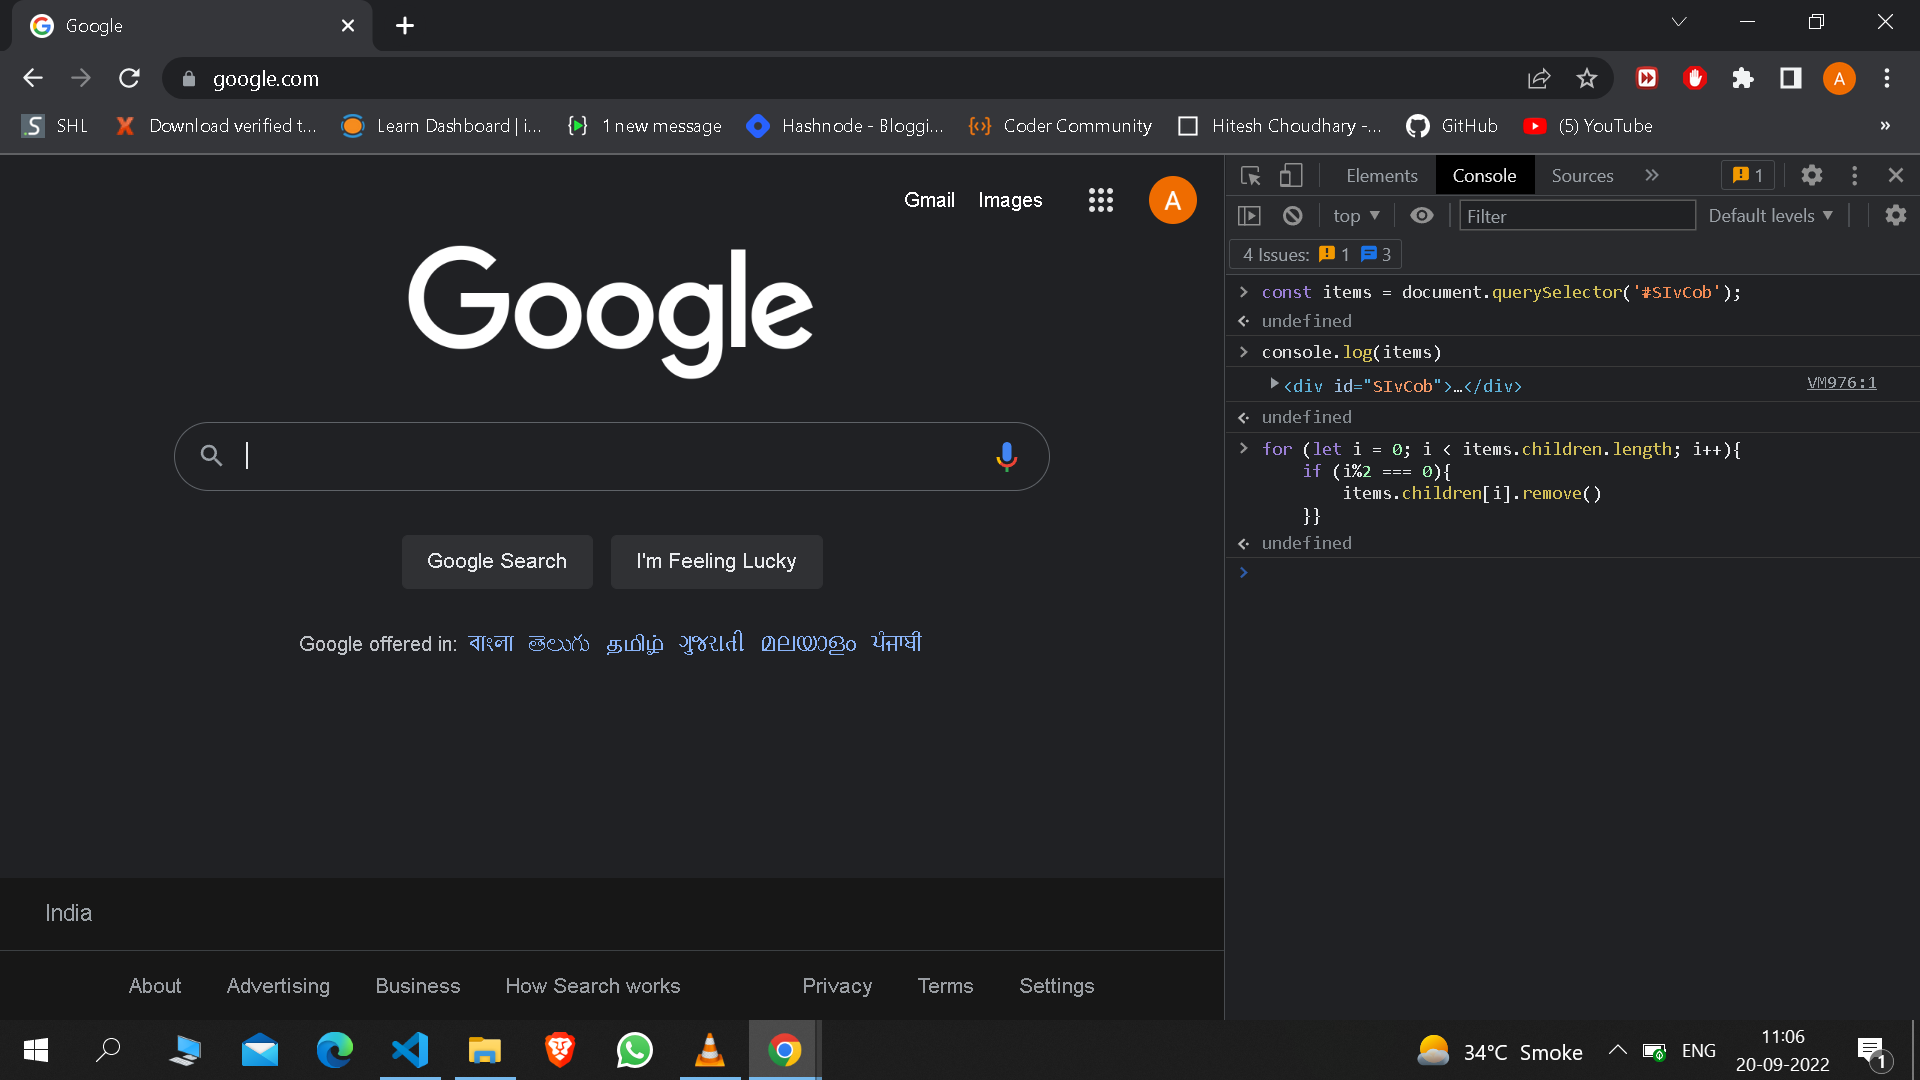 Google
google.com
SHL
Download verified t...
Learn Dashboard | i...
1 new message
Hashnode - Bloggi...
Coder Community
Hitesh Choudhary -...
GitHub
(5) YouTube
»
Gmail
Images
A
Google
Google Search
I'm Feeling Lucky
Google offered in: বাংলা తెలుగు தமிழ் ગુજરાતી മലയാളം ਪੰਜਾਬੀ
India
About
Advertising
Business
How Search works
Privacy
Terms
Settings
Elements
Console
Sources
»
1
top
Filter
Default levels
4 Issues: 1 3
const items = document.querySelector('#SIvCob');
undefined
console.log(items)
<div id="SIvCob">…</div>
VM976:1
undefined
for (let i = 0; i < items.children.length; i++){
if (i%2 === 0){
items.children[i].remove()
}}
undefined
34°C Smoke
ENG
11:06
20-09-2022
1